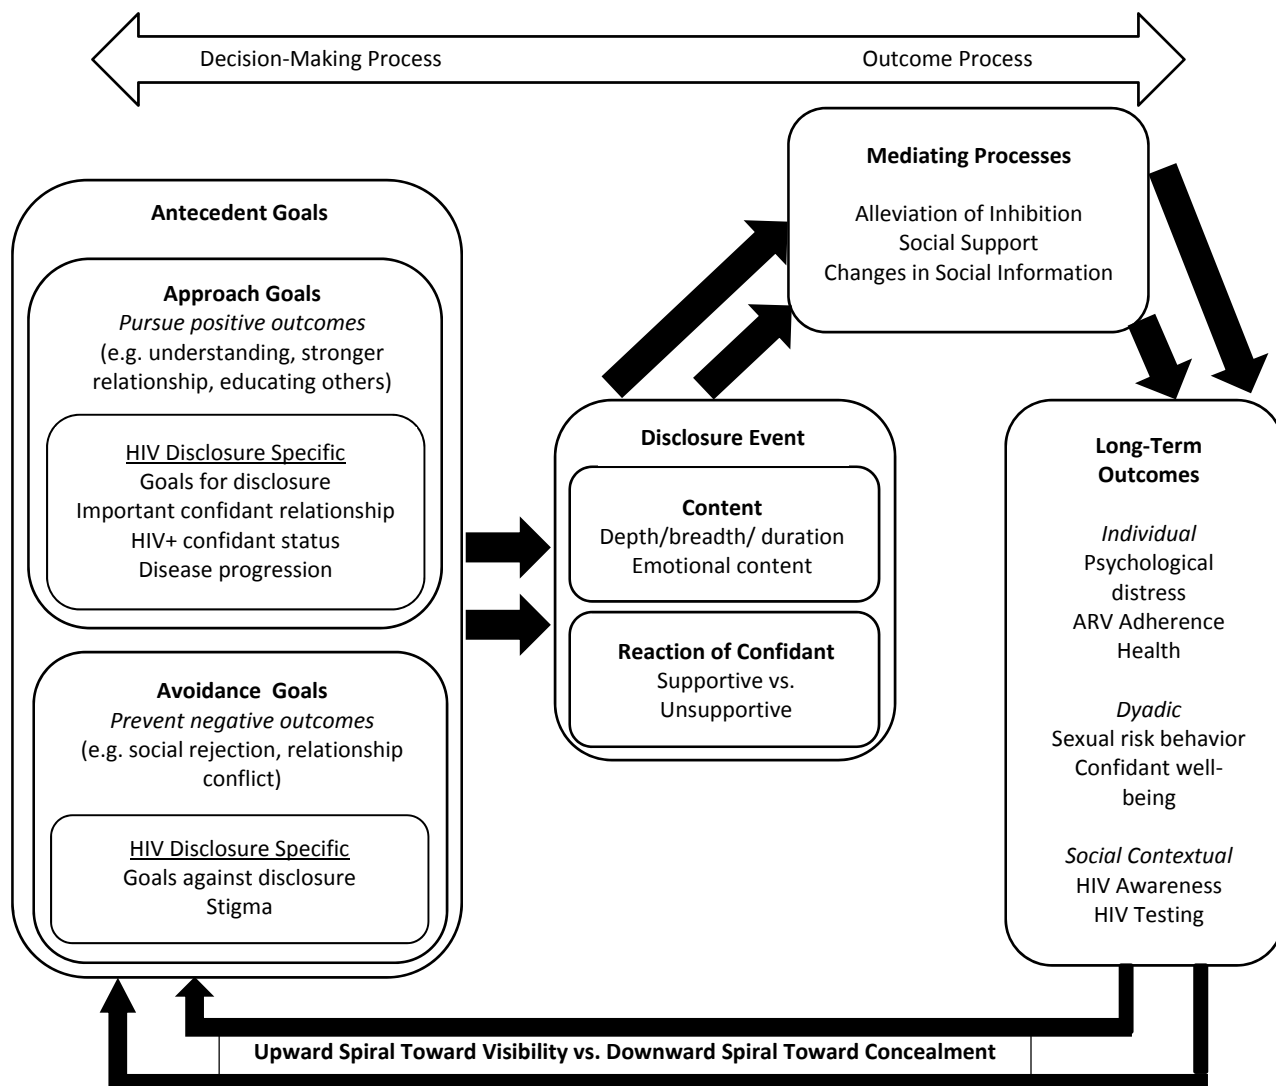 Decision-Making Process
Outcome Process
Antecedent Goals
Approach Goals
Pursue positive outcomes
(e.g. understanding, stronger
relationship, educating others)
HIV Disclosure Specific
Goals for disclosure
Important confidant relationship
HIV+ confidant status
Disease progression
Avoidance  Goals
Prevent negative outcomes
(e.g. social rejection, relationship
conflict)
HIV Disclosure Specific
Goals against disclosure
Stigma
Disclosure Event
Content
Depth/breadth/ duration
Emotional content
Reaction of Confidant
Supportive vs.
Unsupportive
Mediating Processes
Alleviation of Inhibition
Social Support
Changes in Social Information
Long-Term
Outcomes
Individual
Psychological
distress
ARV Adherence
Health
Dyadic
Sexual risk behavior
Confidant well-
being
Social Contextual
HIV Awareness
HIV Testing
Upward Spiral Toward Visibility vs. Downward Spiral Toward Concealment